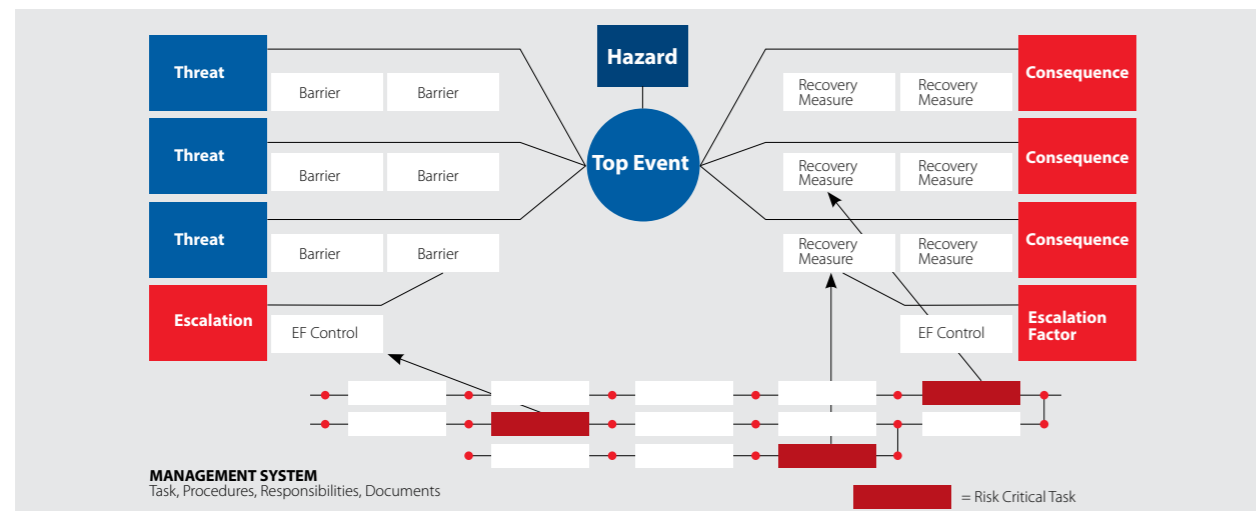 Hazard
Threat
Barrier
Barrier
Recovery
Measure
Recovery
Measure
Consequence
Top Event
Threat
Barrier
Barrier
Recovery
Measure
Recovery
Measure
Consequence
Threat
Barrier
Barrier
Recovery
Measure
Recovery
Measure
Consequence
Escalation
EF Control
EF Control
Escalation
Factor
MANAGEMENT SYSTEM
Task, Procedures, Responsibilities, Documents
= Risk Critical Task